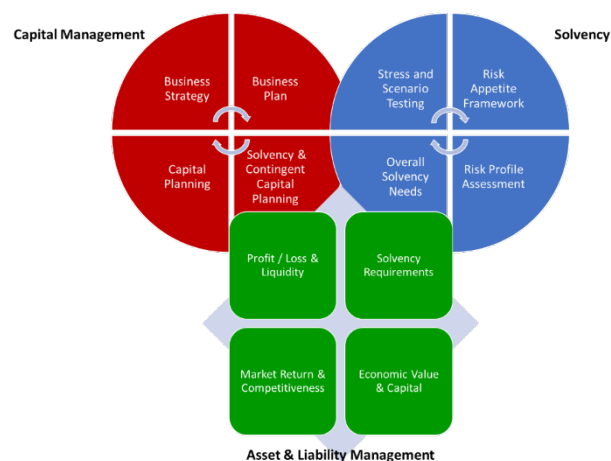 Capital Management
Solvency
Business
Strategy
Business
Plan
Stress and
Scenario
Testing
Risk
Appetite
Framework
Capital
Planning
Solvency &
Contingent
Capital
Planning
Overall
Solvency
Needs
Risk Profile
Assessment
Profit / Loss &
Liquidity
Solvency
Requirements
Market Return &
Competitiveness
Economic Value
& Capital
Asset & Liability Management